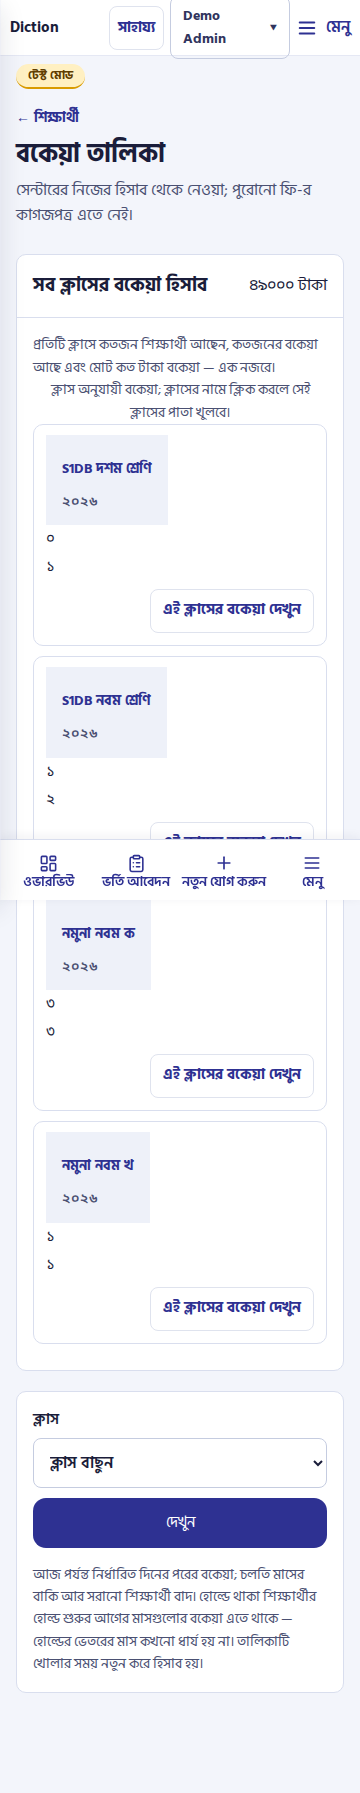 Diction
সাহায্য
Demo
Admin
মেনু
টেস্ট মোড
← শিক্ষার্থী
বকেয়া তালিকা
সেন্টারের নিজের হিসাব থেকে নেওয়া; পুরোনো ফি-র
কাগজপত্র এতে নেই।
সব ক্লাসের বকেয়া হিসাব
৪৯০০০ টাকা
প্রতিটি ক্লাসে কতজন শিক্ষার্থী আছেন, কতজনের বকেয়া
আছে এবং মোট কত টাকা বকেয়া — এক নজরে।
ক্লাস অনুযায়ী বকেয়া; ক্লাসের নামে ক্লিক করলে সেই
ক্লাসের পাতা খুলবে।
S1DB দশম শ্রেণি
২০২৬
০
১
এই ক্লাসের বকেয়া দেখুন
S1DB নবম শ্রেণি
২০২৬
১
২
ওভারভিউ
ভর্তি আবেদন
নতুন যোগ করুন
মেনু
নমুনা নবম ক
২০২৬
৩
৩
এই ক্লাসের বকেয়া দেখুন
নমুনা নবম খ
২০২৬
১
১
এই ক্লাসের বকেয়া দেখুন
ক্লাস
ক্লাস বাছুন
দেখুন
আজ পর্যন্ত নির্ধারিত দিনের পরের বকেয়া; চলতি মাসের
বাকি আর সরানো শিক্ষার্থী বাদ। হোল্ডে থাকা শিক্ষার্থীর
হোল্ড শুরুর আগের মাসগুলোর বকেয়া এতে থাকে —
হোল্ডের ভেতরের মাস কখনো ধার্য হয় না। তালিকাটি
খোলার সময় নতুন করে হিসাব হয়।